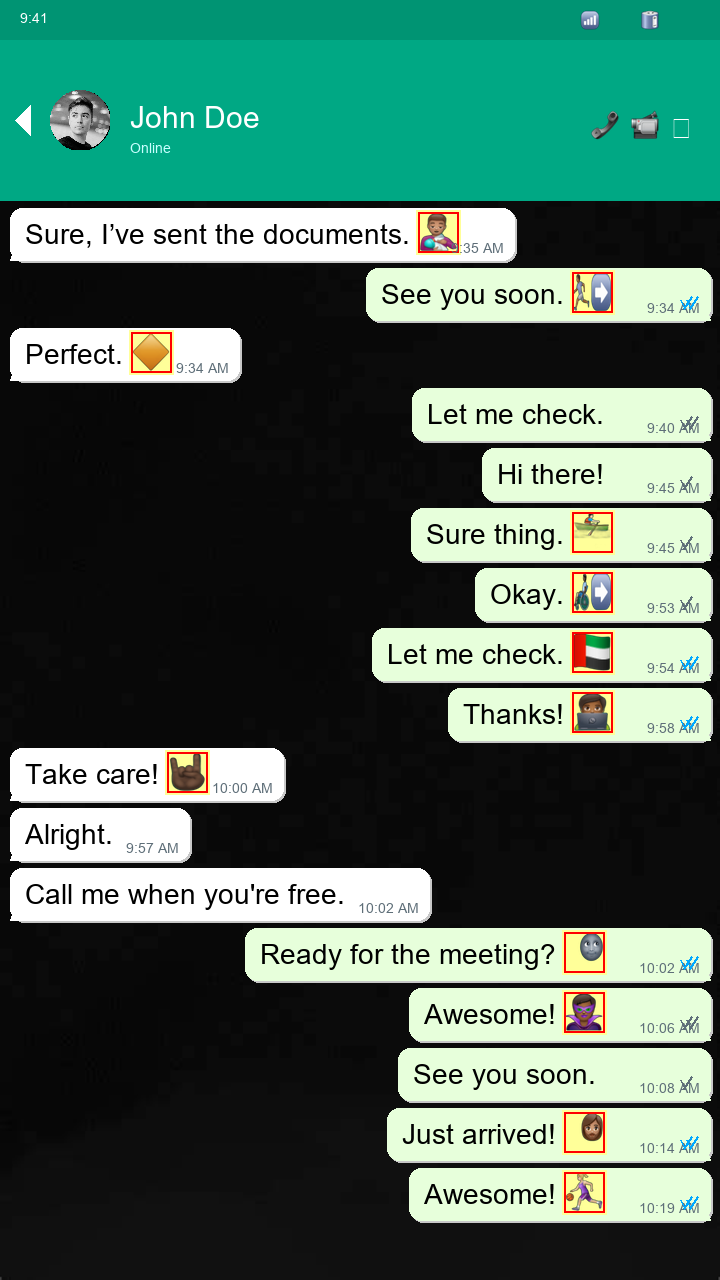 9:41
John Doe
Online
Sure, I’ve sent the documents. :35 AM
See you soon. 9:34 AM
Perfect. 9:34 AM
Let me check. 9:40 AM
Hi there! 9:45 AM
Sure thing. 9:45 AM
Okay. 9:53 AM
Let me check. 9:54 AM
Thanks! 9:58 AM
Take care! 10:00 AM
Alright. 9:57 AM
Call me when you're free. 10:02 AM
Ready for the meeting? 10:02 AM
Awesome! 10:06 AM
See you soon. 10:08 AM
Just arrived! 10:14 AM
Awesome! 10:19 AM